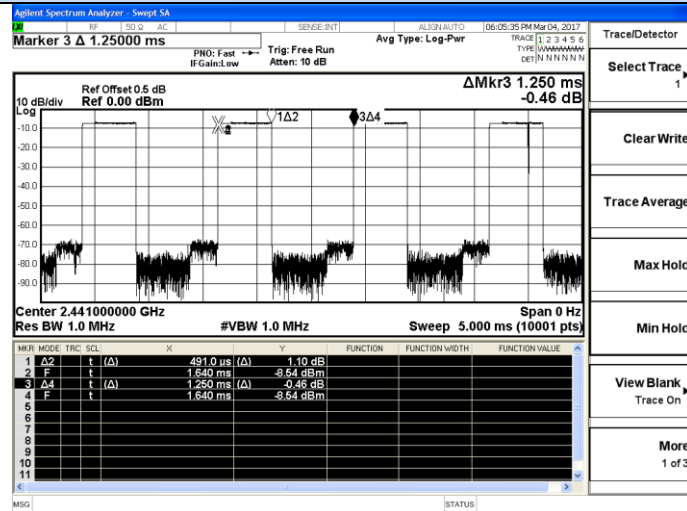 Agilent Spectrum Analyzer - Swept SA
RF 50 Ω AC SENSE:INT ALIGN AUTO 06:05:35 PM Mar 04, 2017
Marker 3 Δ 1.25000 ms
PNO: Fast
IFGain:Low
Trig: Free Run
Atten: 10 dB
Avg Type: Log-Pwr
TRACE 1 2 3 4 5 6
TYPE WWWWWW
DET N N N N N N
Ref Offset 0.5 dB
10 dB/div Ref 0.00 dBm
ΔMkr3 1.250 ms
-0.46 dB
Log
1Δ2
3Δ4
-10.0
-20.0
-30.0
-40.0
-50.0
-60.0
-70.0
-80.0
-90.0
Center 2.441000000 GHz Span 0 Hz
Res BW 1.0 MHz #VBW 1.0 MHz Sweep 5.000 ms (10001 pts)
MKR MODE TRC SCL X Y FUNCTION FUNCTION WIDTH FUNCTION VALUE
1 Δ2 t (Δ) 491.0 µs (Δ) 1.10 dB
2 F t 1.640 ms -8.54 dBm
3 Δ4 t (Δ) 1.250 ms (Δ) -0.46 dB
4 F t 1.640 ms -8.54 dBm
5
6
7
8
9
10
11
MSG STATUS
Trace/Detector
Select Trace
1
Clear Write
Trace Average
Max Hold
Min Hold
View Blank
Trace On
More
1 of 3